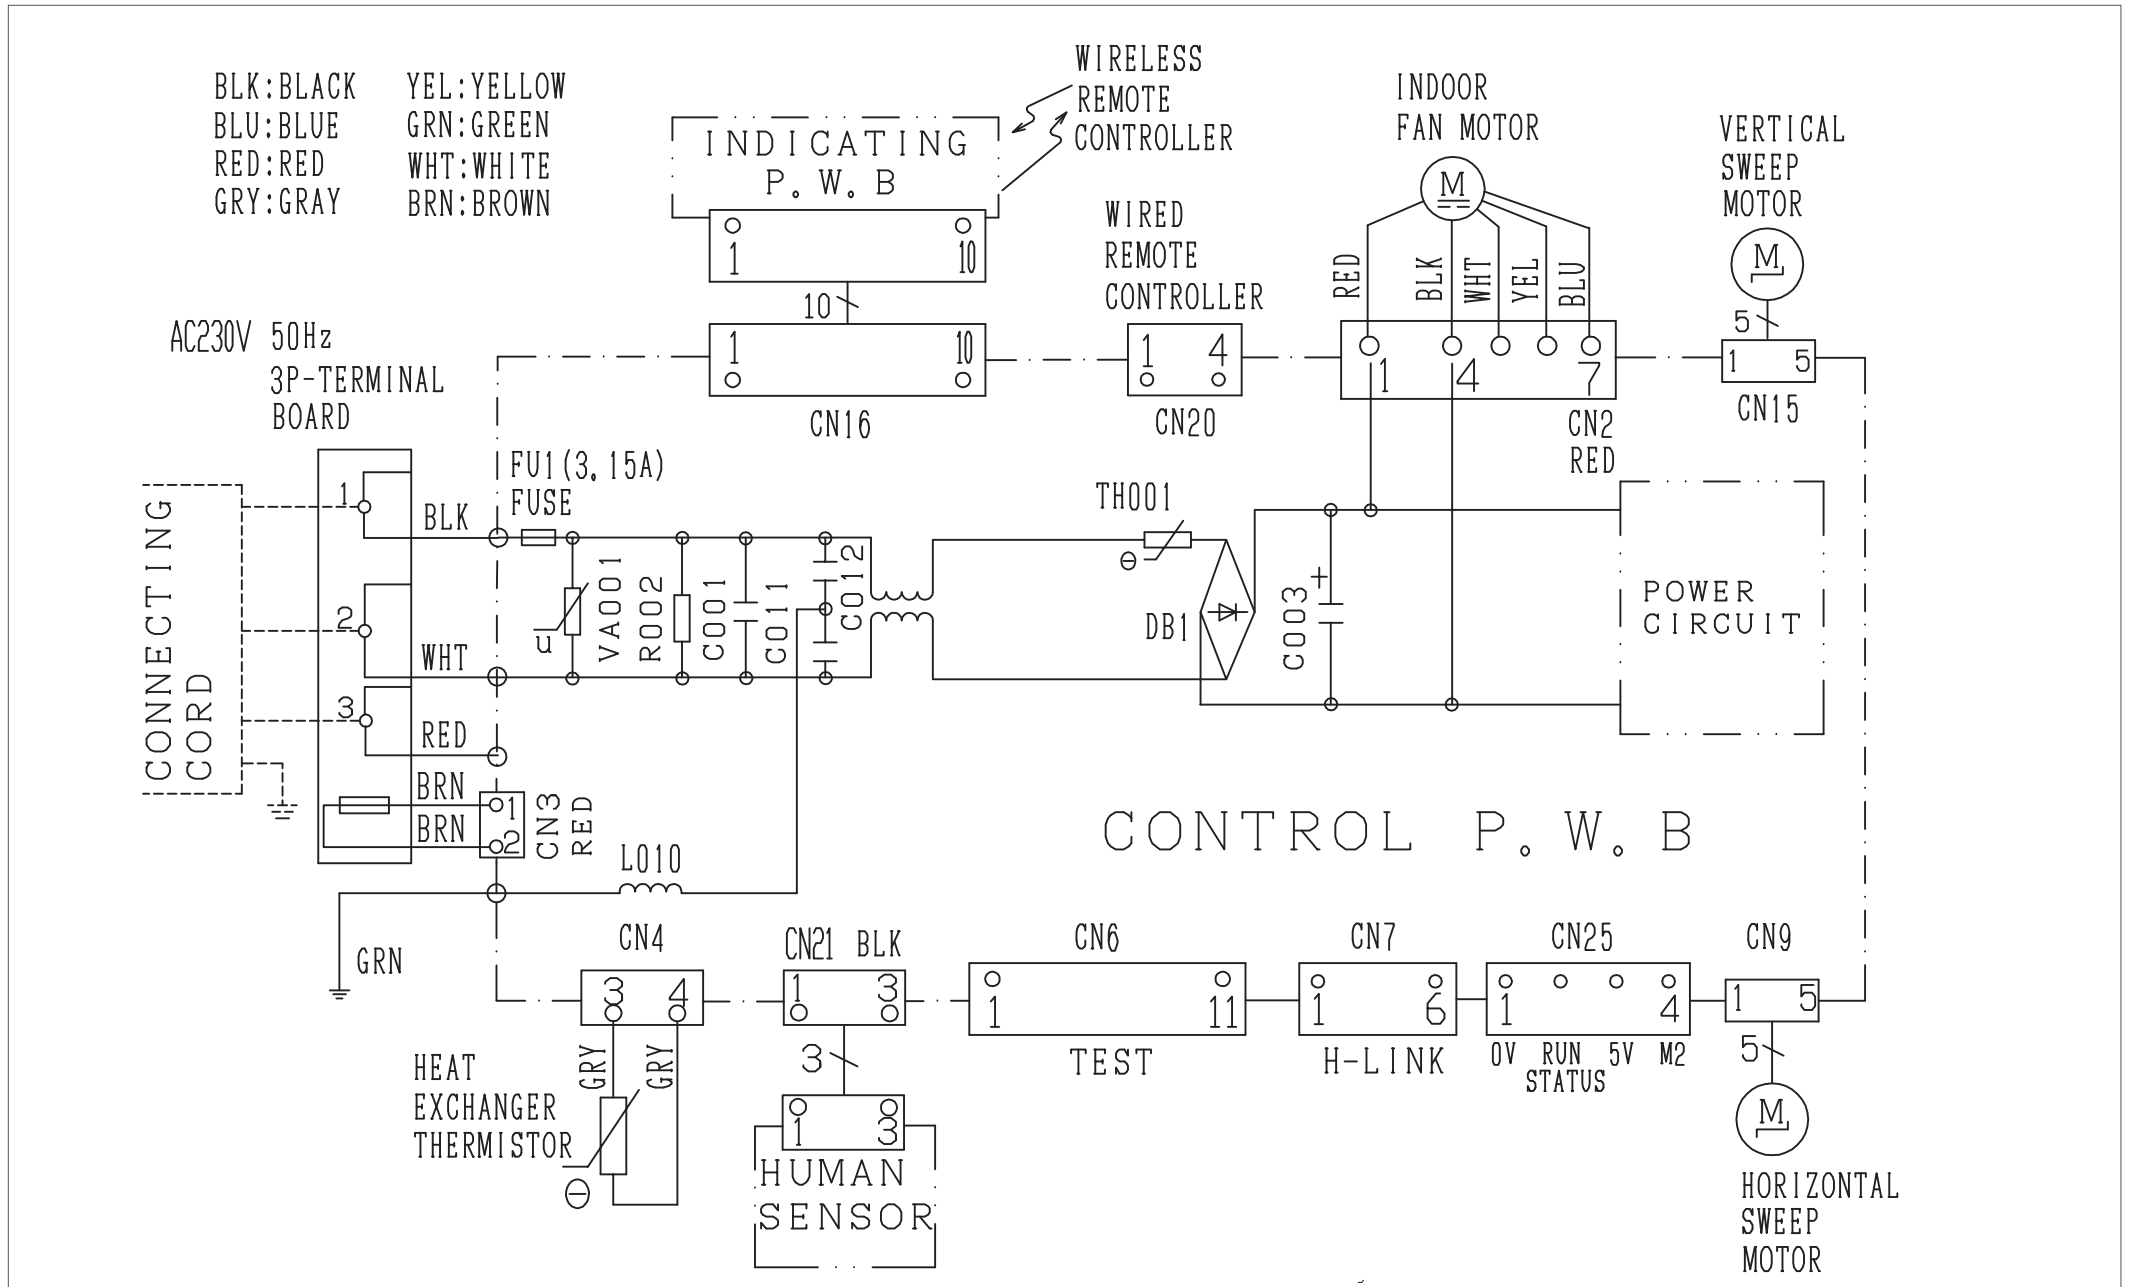 BLK:BLACK YEL:YELLOW
BLU:BLUE GRN:GREEN
RED:RED WHT:WHITE
GRY:GRAY BRN:BROWN
INDICATING
P.W.B
1 10
10
WIRELESS
REMOTE
CONTROLLER
WIRED
REMOTE
CONTROLLER
INDOOR
FAN MOTOR
M
RED BLK WHT YEL BLU
VERTICAL
SWEEP
MOTOR
M
5
AC230V 50Hz
3P-TERMINAL
BOARD
1 10
CN16
1 4
CN20
1 4 7
CN2
RED
1 5
CN15
CONNECTING
CORD
1
BLK
2
WHT
3
RED
BRN
BRN
1
2
CN3
RED
FU1(3.15A)
FUSE
u
VA001
R002
C001
C011
C012
TH001
DB1
+
C003
POWER
CIRCUIT
CONTROL P.W.B
L010
GRN
CN4
3 4
GRY GRY
HEAT
EXCHANGER
THERMISTOR
CN21 BLK
1 3
3
1 3
HUMAN
SENSOR
CN6
1 11
TEST
CN7
1 6
H-LINK
CN25
1 4
0V RUN 5V M2
STATUS
CN9
1 5
5
M
HORIZONTAL
SWEEP
MOTOR